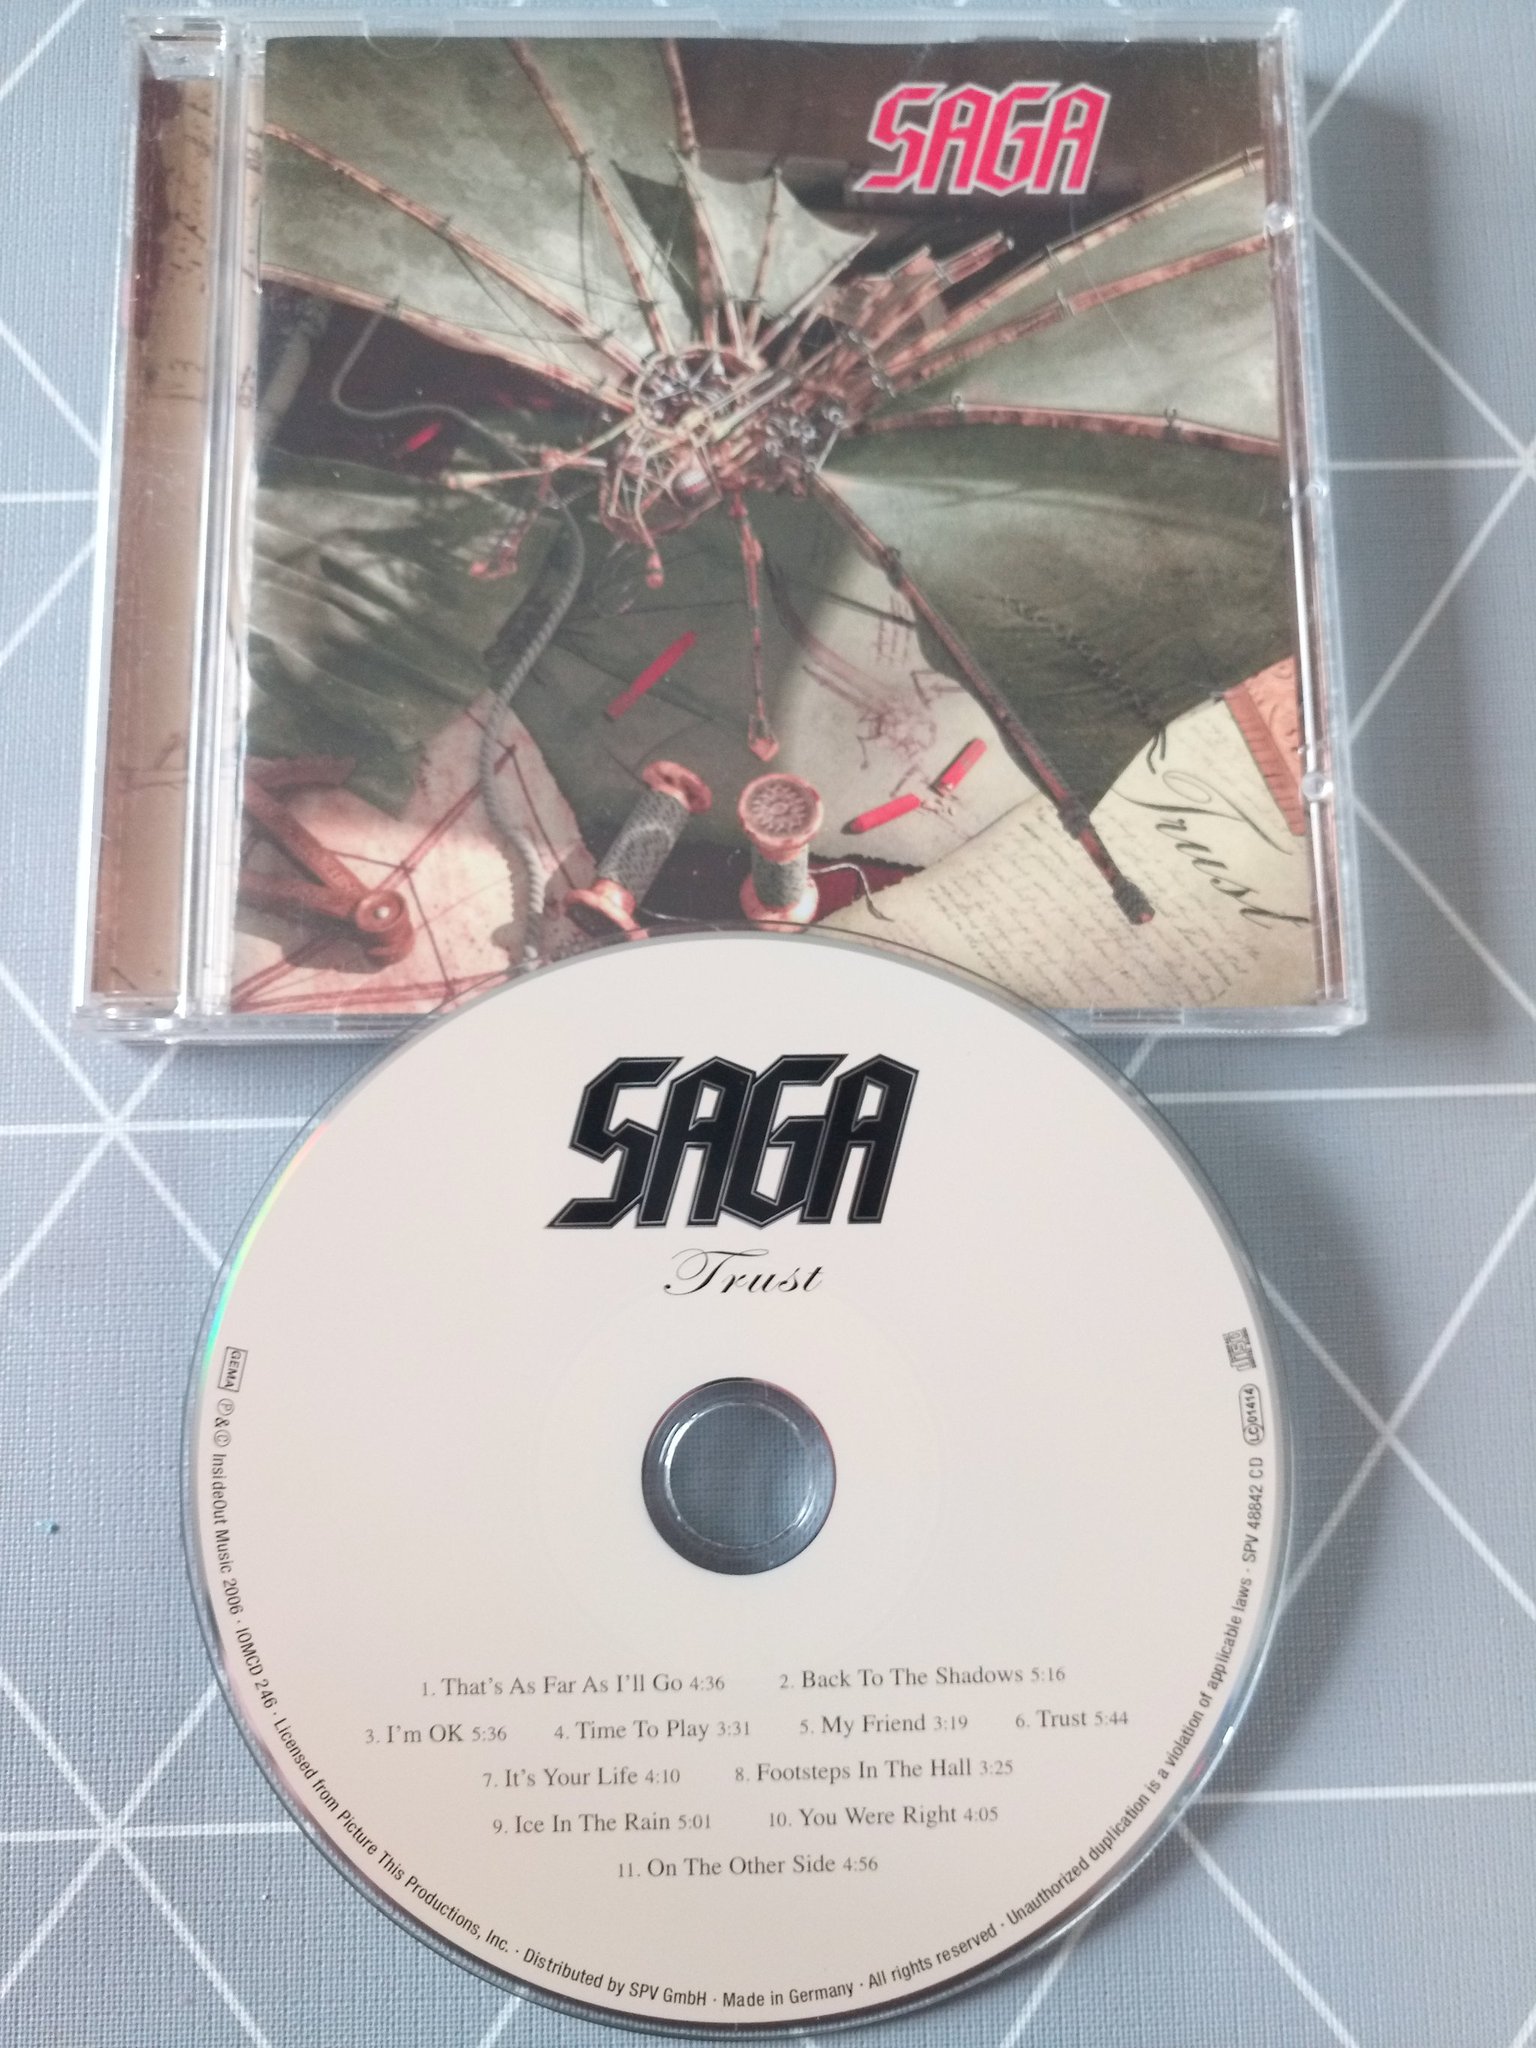 SAGA
Trust
SAGA
Trust
GEMA ℗&© InsideOut Music 2006 · IOMCD 246 · Licensed from Picture This Productions, Inc. · Distributed by SPV GmbH · Made in Germany · All rights reserved · Unauthorized duplication is a violation of applicable laws · SPV 48842 CD LC 01414
disc
1. That's As Far As I'll Go 4:36 2. Back To The Shadows 5:16
3. I'm OK 5:36 4. Time To Play 3:31 5. My Friend 3:19 6. Trust 5:44
7. It's Your Life 4:10 8. Footsteps In The Hall 3:25
9. Ice In The Rain 5:01 10. You Were Right 4:05
11. On The Other Side 4:56